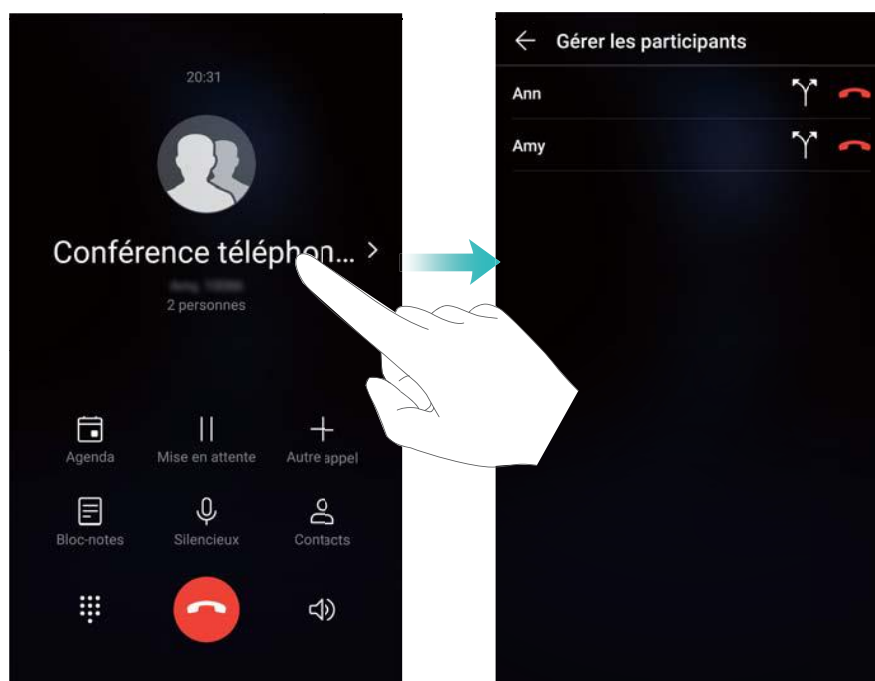 20:31
Conférence téléphon... >
2 personnes
Agenda
Mise en attente
Autre appel
Bloc-notes
Silencieux
Contacts
Gérer les participants
Ann
Amy